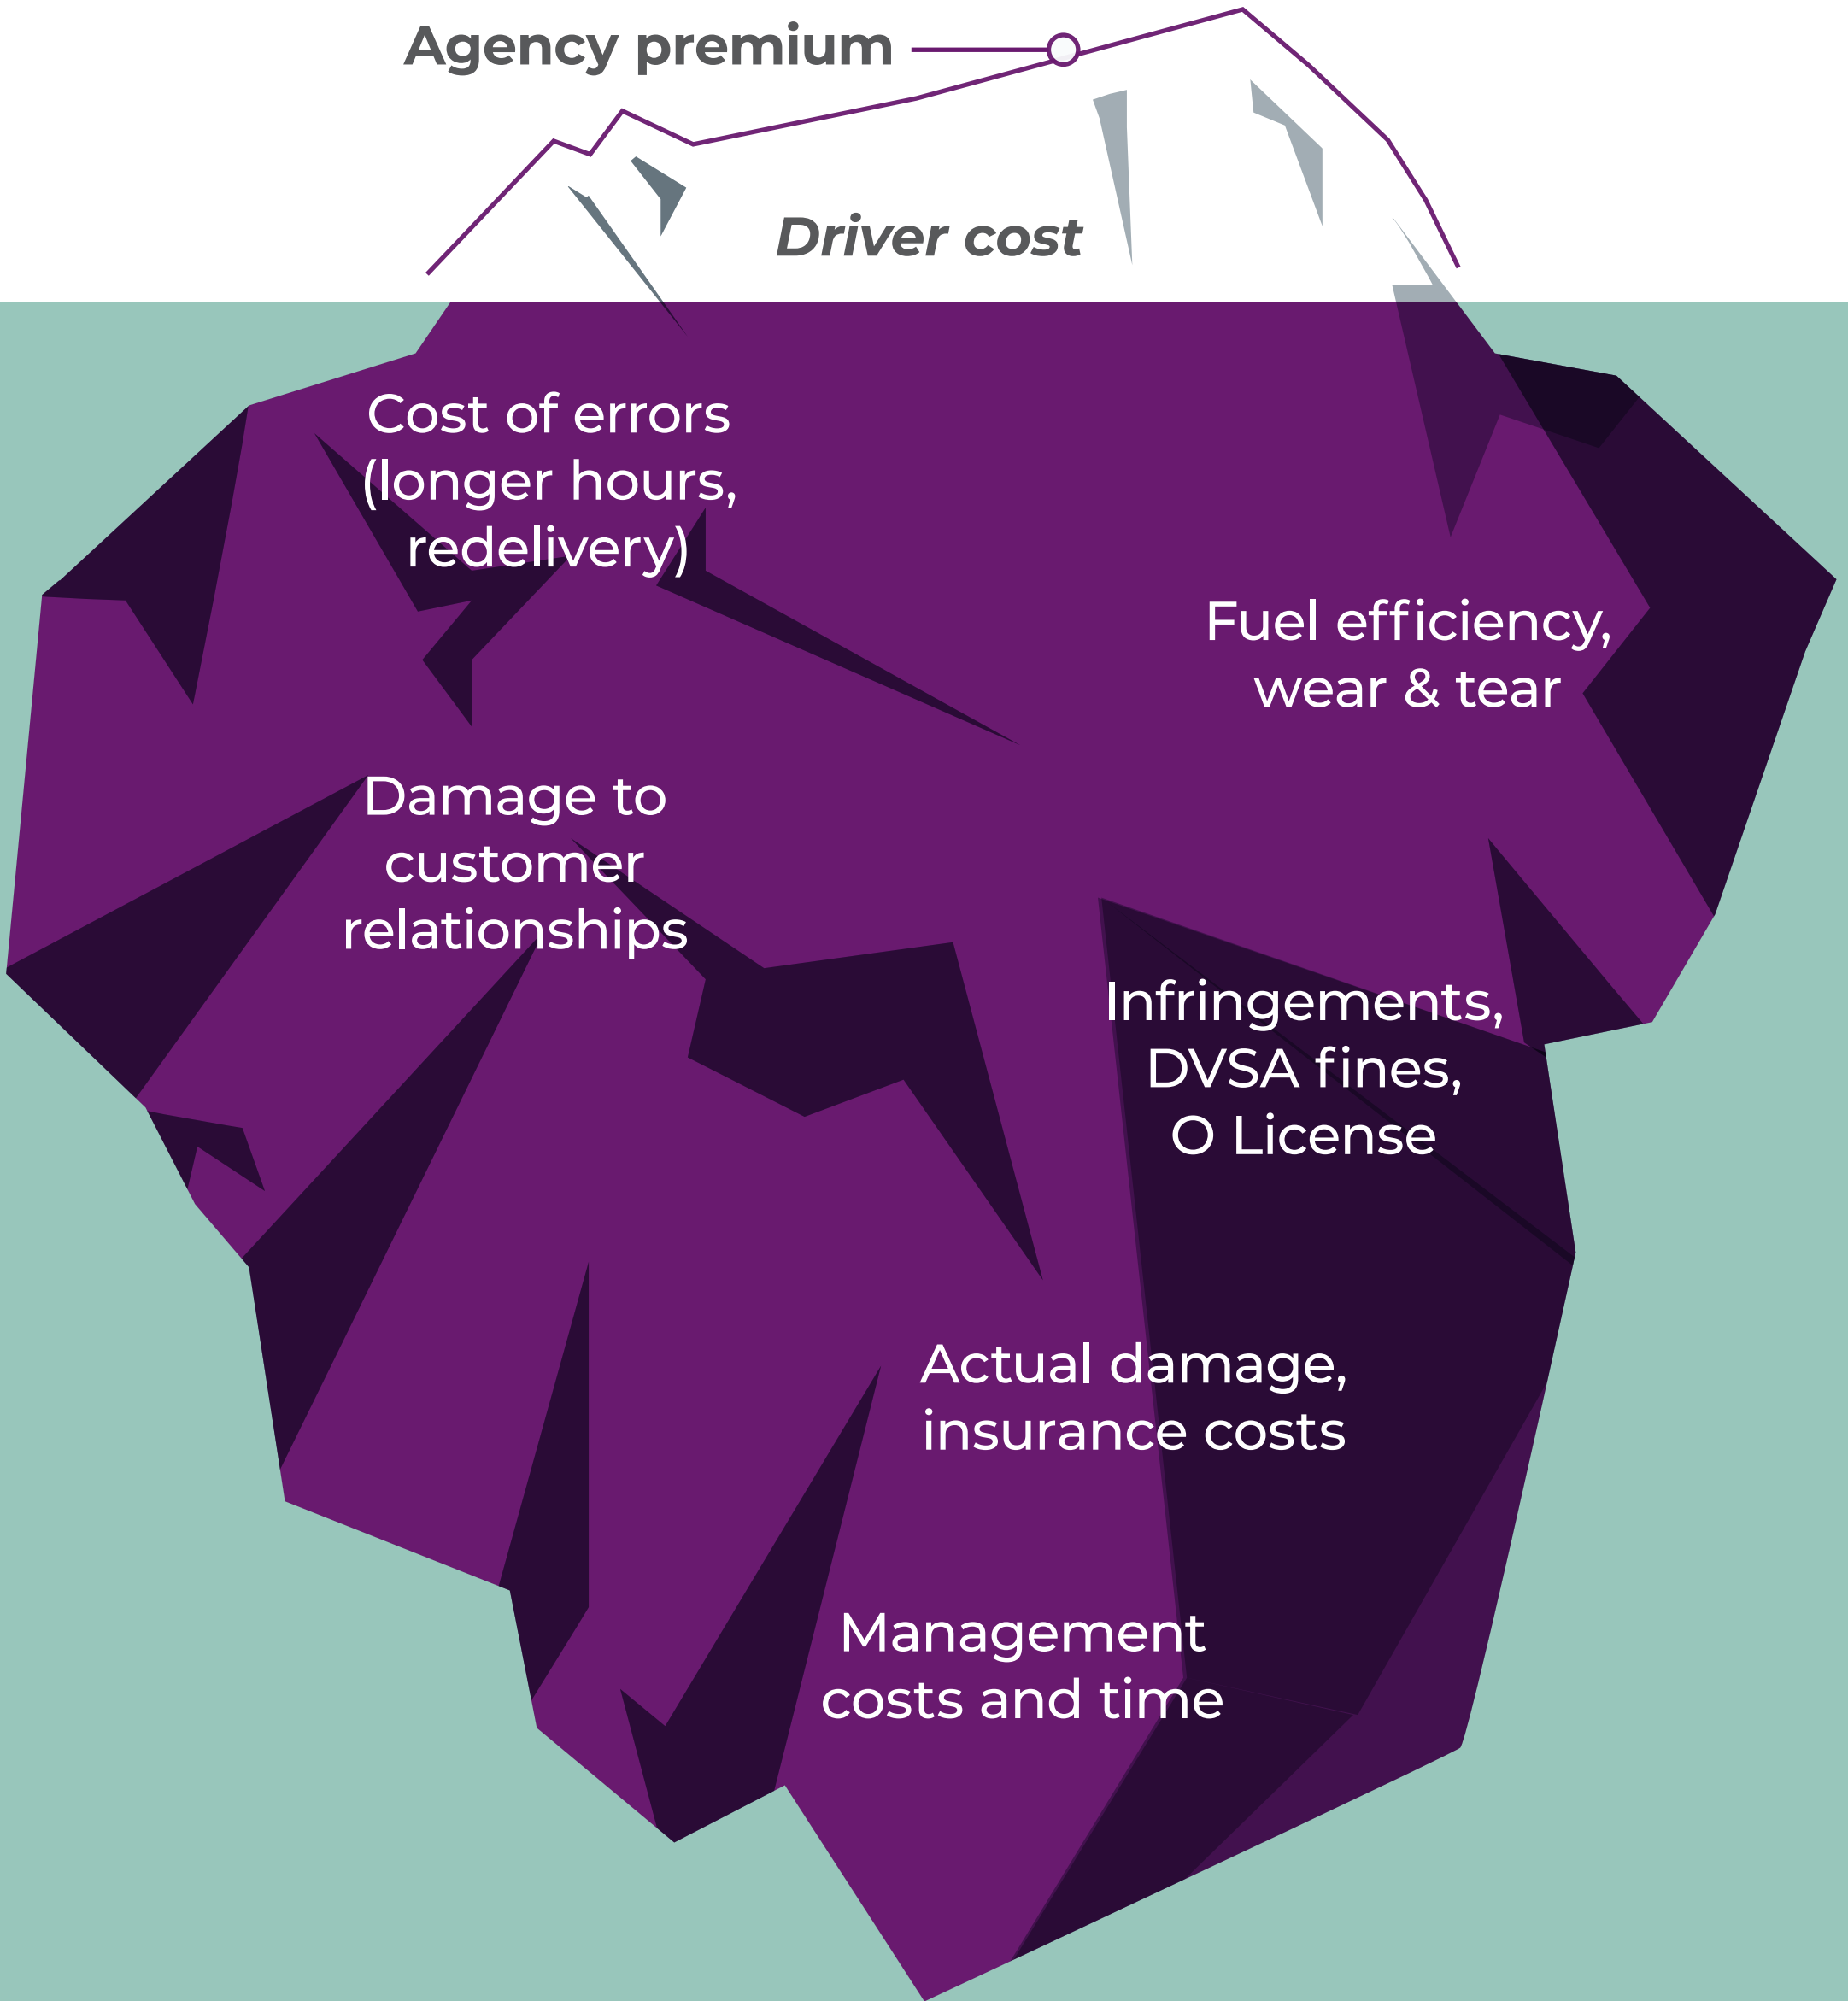 Agency premium
Driver cost
Cost of errors
(longer hours,
redelivery)
Fuel efficiency,
wear & tear
Damage to
customer
relationships
Infringements,
DVSA fines,
O License
Actual damage,
insurance costs
Management
costs and time